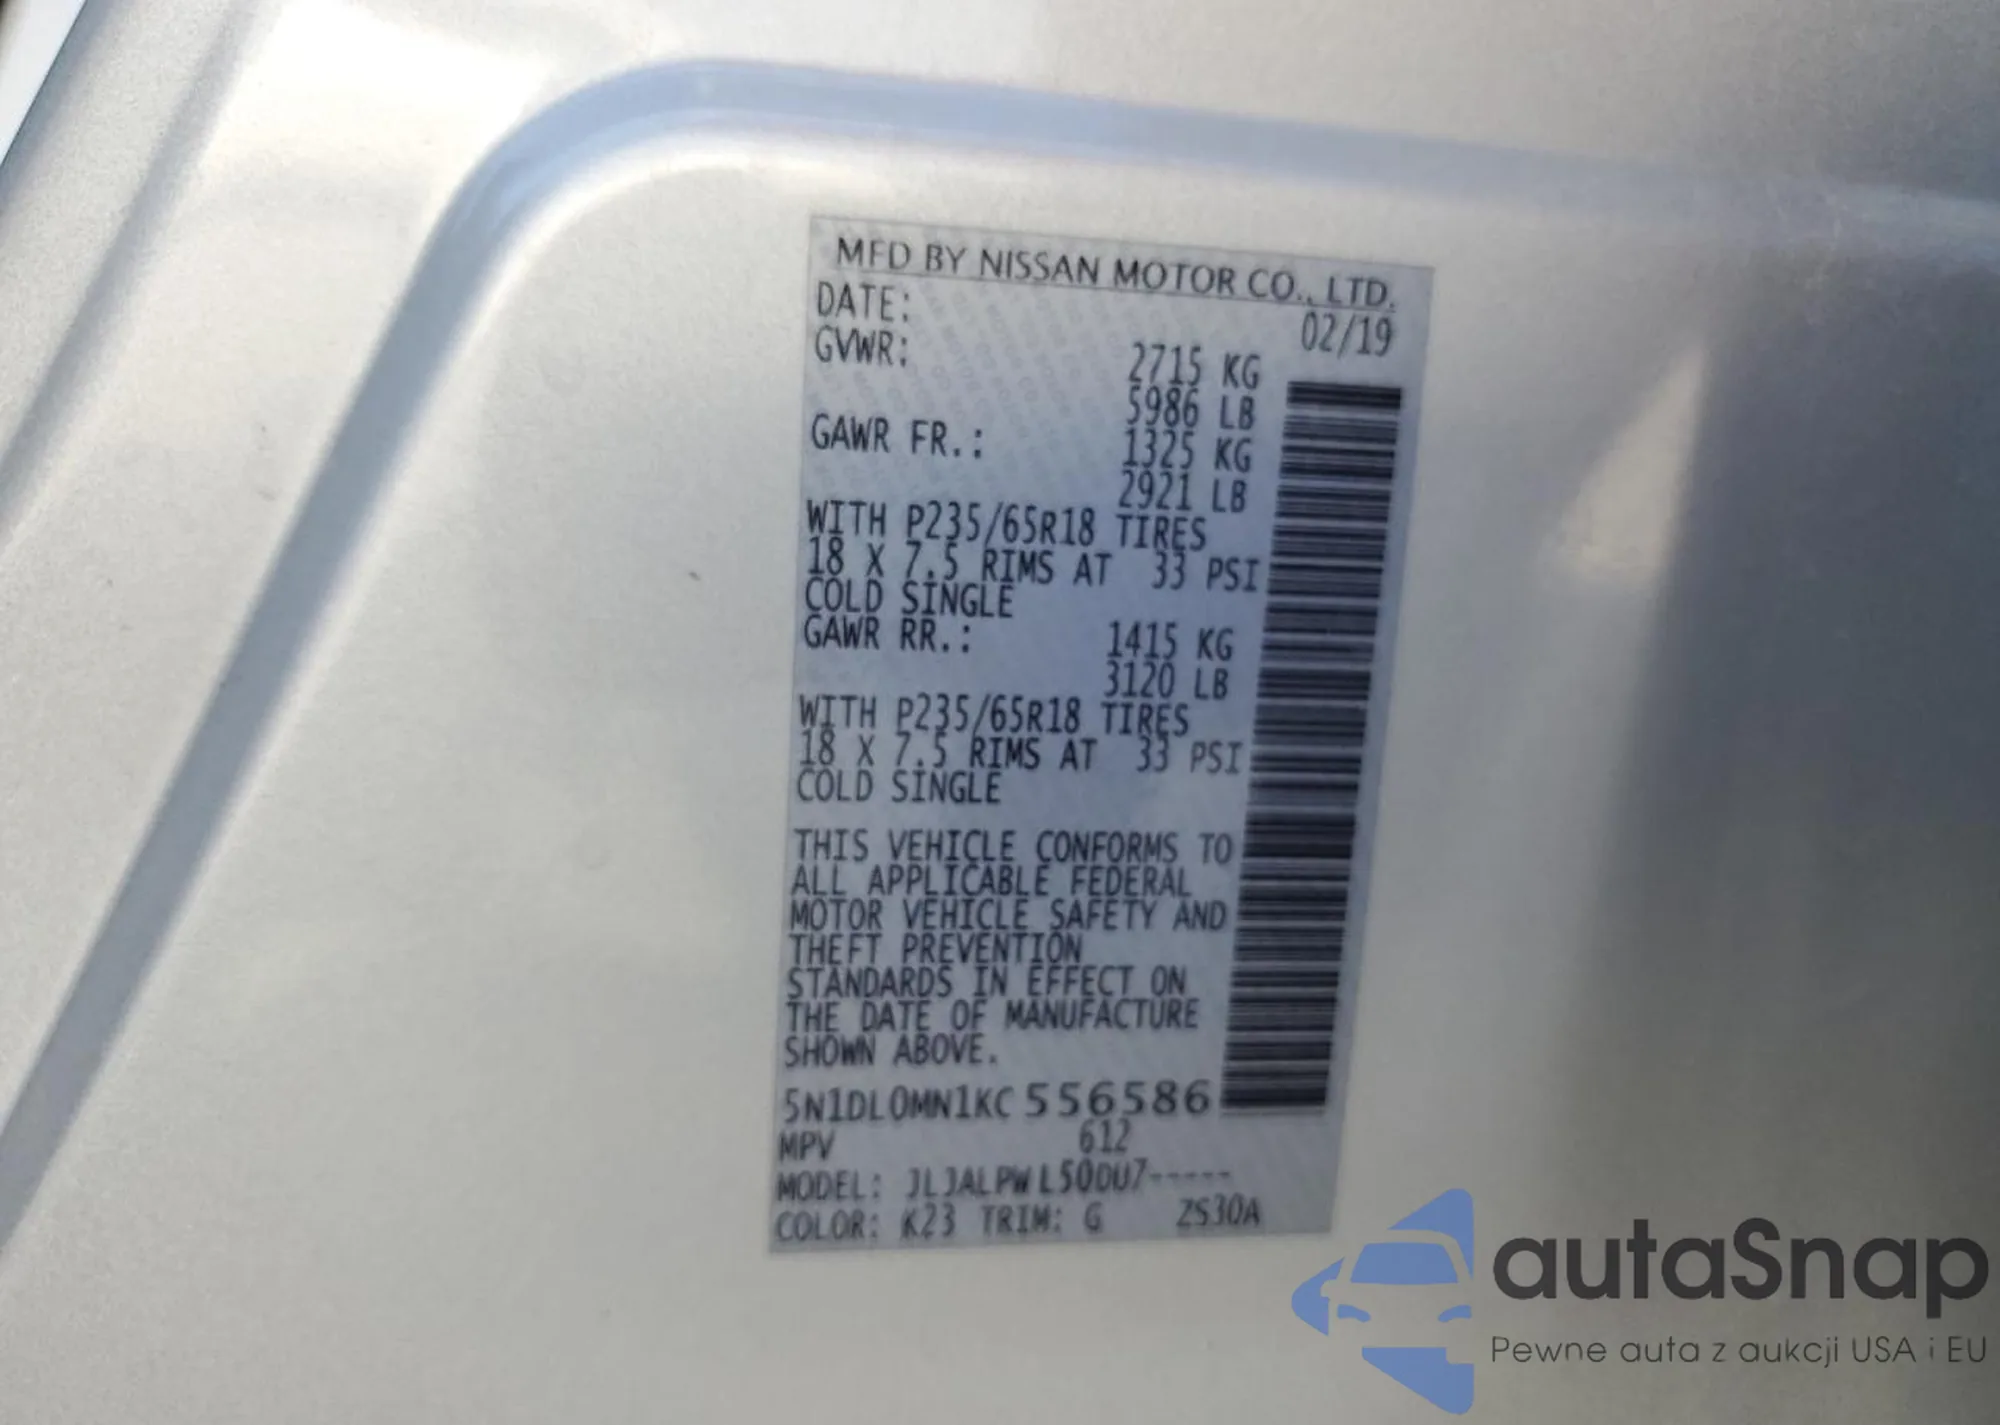 MFD BY NISSAN MOTOR CO., LTD.
DATE: 02/19
GVWR: 2715 KG
5986 LB
GAWR FR.: 1325 KG
2921 LB
WITH P235/65R18 TIRES
18 X 7.5 RIMS AT 33 PSI
COLD SINGLE
GAWR RR.: 1415 KG
3120 LB
WITH P235/65R18 TIRES
18 X 7.5 RIMS AT 33 PSI
COLD SINGLE
THIS VEHICLE CONFORMS TO
ALL APPLICABLE FEDERAL
MOTOR VEHICLE SAFETY AND
THEFT PREVENTION
STANDARDS IN EFFECT ON
THE DATE OF MANUFACTURE
SHOWN ABOVE.
5N1DL0MN1KC556586
MPV 612
MODEL: JLJALPWL50DU7-----
COLOR: K23 TRIM: G ZS30A
autaSnap
Pewne auta z aukcji USA i EU